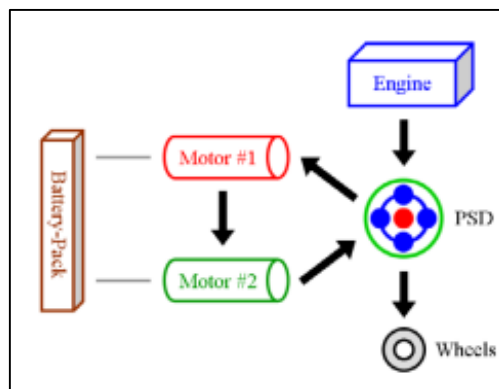 Engine
Motor #1
Battery-Pack
PSD
Motor #2
Wheels